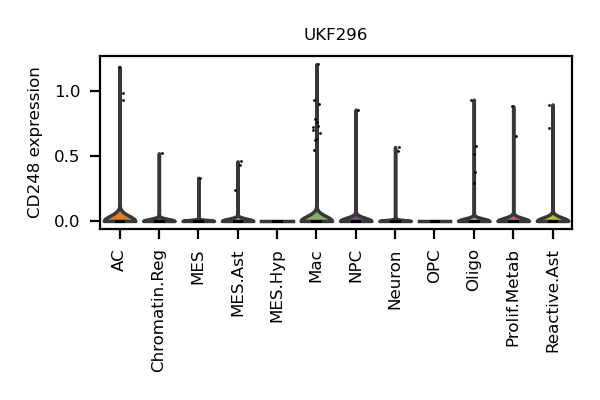 UKF296
CD248 expression
1.0
0.5
0.0
AC
Chromatin.Reg
MES
MES.Ast
MES.Hyp
Mac
NPC
Neuron
OPC
Oligo
Prolif.Metab
Reactive.Ast